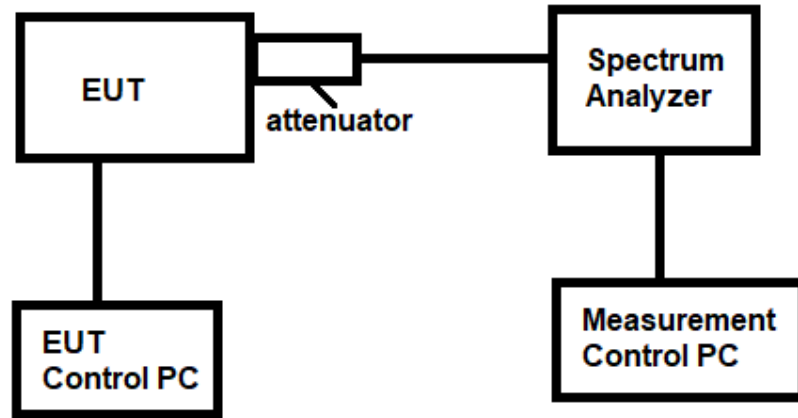 EUT
attenuator
Spectrum
Analyzer
EUT
Control PC
Measurement
Control PC